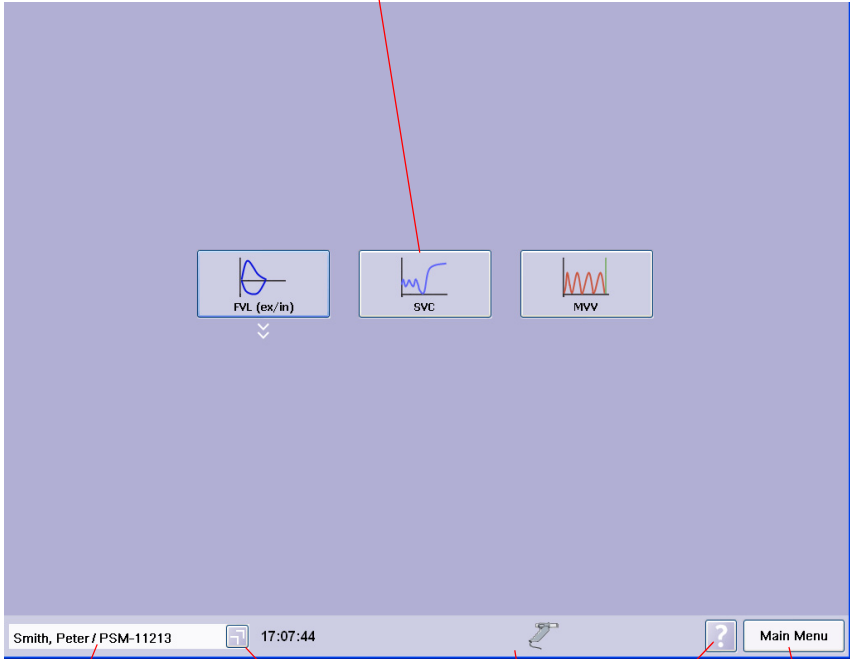 FVL (ex/in)
SVC
MVV
Smith, Peter / PSM-11213
17:07:44
?
Main Menu